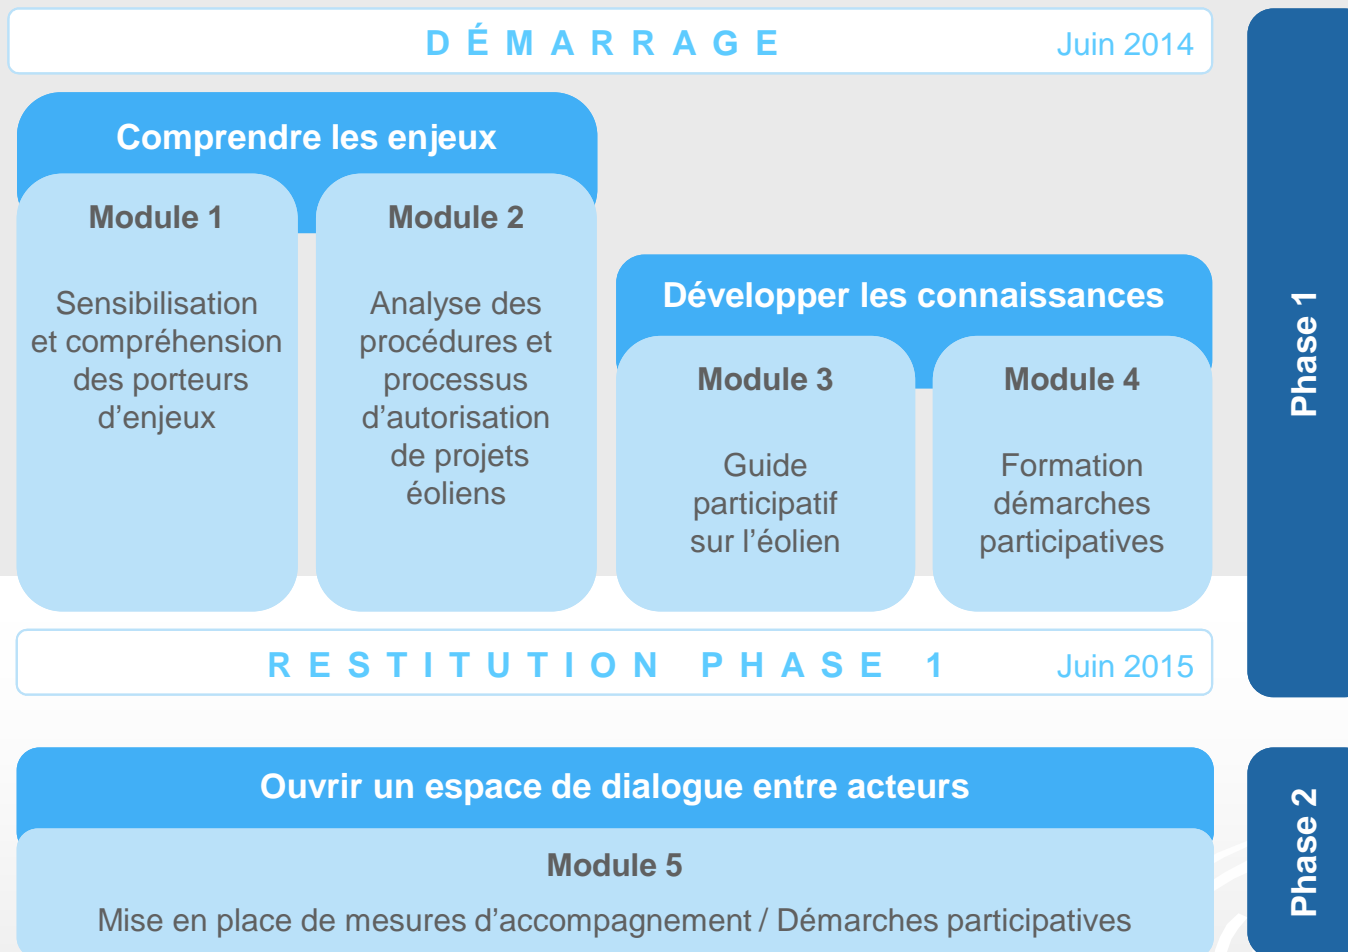 DÉMARRAGE Juin 2014
Comprendre les enjeux
Module 1
Sensibilisation
et compréhension
des porteurs
d’enjeux
Module 2
Analyse des
procédures et
processus
d’autorisation
de projets
éoliens
Développer les connaissances
Module 3
Guide
participatif
sur l’éolien
Module 4
Formation
démarches
participatives
RESTITUTION PHASE 1 Juin 2015
Phase 1
Ouvrir un espace de dialogue entre acteurs
Module 5
Mise en place de mesures d’accompagnement / Démarches participatives
Phase 2